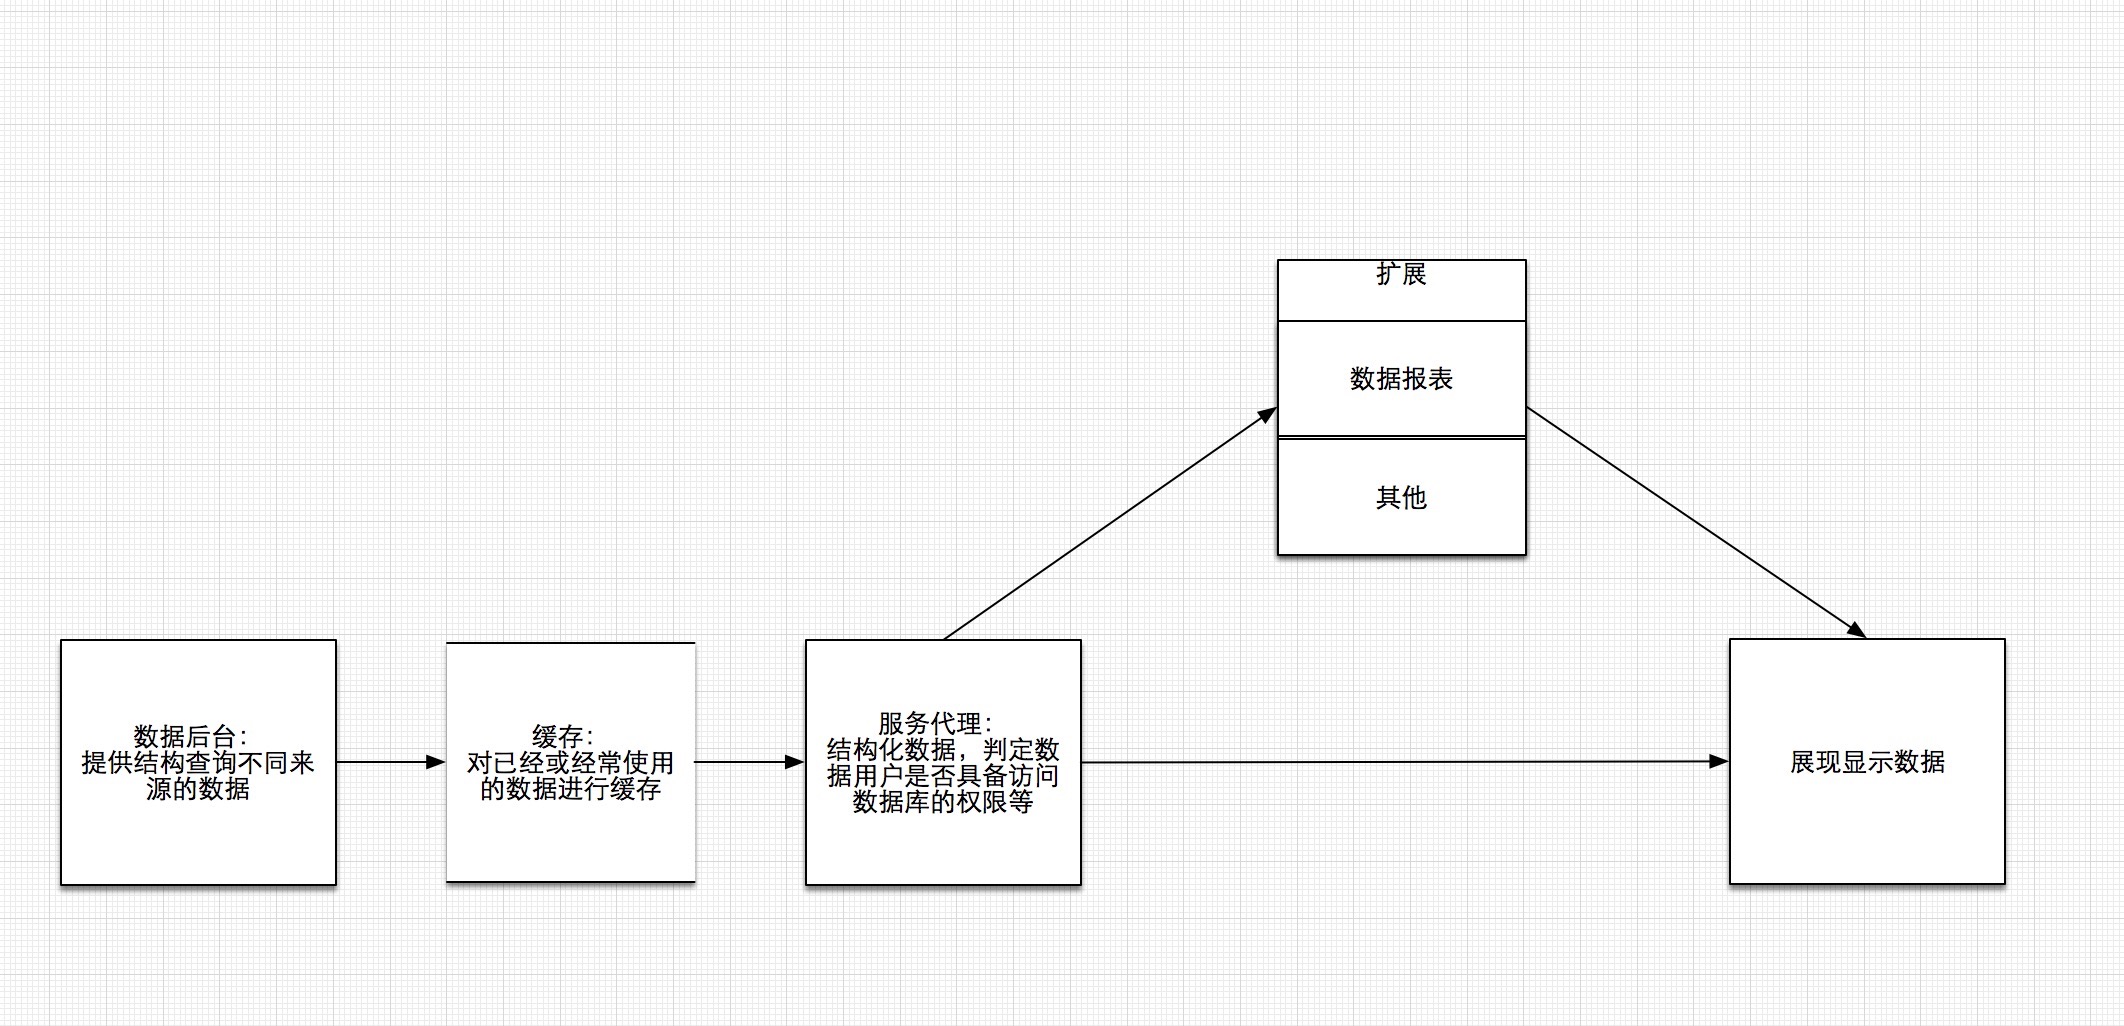 扩展
数据报表
其他
数据后台：
提供结构查询不同来
源的数据
缓存：
对已经或经常使用
的数据进行缓存
服务代理：
结构化数据，判定数
据用户是否具备访问
数据库的权限等
展现显示数据